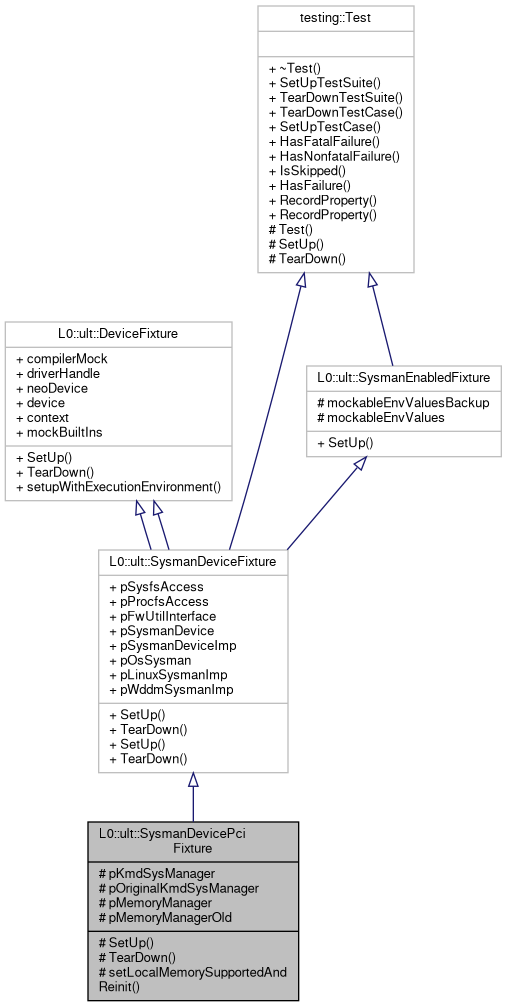 testing::Test
+ ~Test()
+ SetUpTestSuite()
+ TearDownTestSuite()
+ TearDownTestCase()
+ SetUpTestCase()
+ HasFatalFailure()
+ HasNonfatalFailure()
+ IsSkipped()
+ HasFailure()
+ RecordProperty()
+ RecordProperty()
# Test()
# SetUp()
# TearDown()
L0::ult::DeviceFixture
+ compilerMock
+ driverHandle
+ neoDevice
+ device
+ context
+ mockBuiltIns
+ SetUp()
+ TearDown()
+ setupWithExecutionEnvironment()
L0::ult::SysmanEnabledFixture
# mockableEnvValuesBackup
# mockableEnvValues
+ SetUp()
L0::ult::SysmanDeviceFixture
+ pSysfsAccess
+ pProcfsAccess
+ pFwUtilInterface
+ pSysmanDevice
+ pSysmanDeviceImp
+ pOsSysman
+ pLinuxSysmanImp
+ pWddmSysmanImp
+ SetUp()
+ TearDown()
+ SetUp()
+ TearDown()
L0::ult::SysmanDevicePci
Fixture
# pKmdSysManager
# pOriginalKmdSysManager
# pMemoryManager
# pMemoryManagerOld
# SetUp()
# TearDown()
# setLocalMemorySupportedAnd
Reinit()